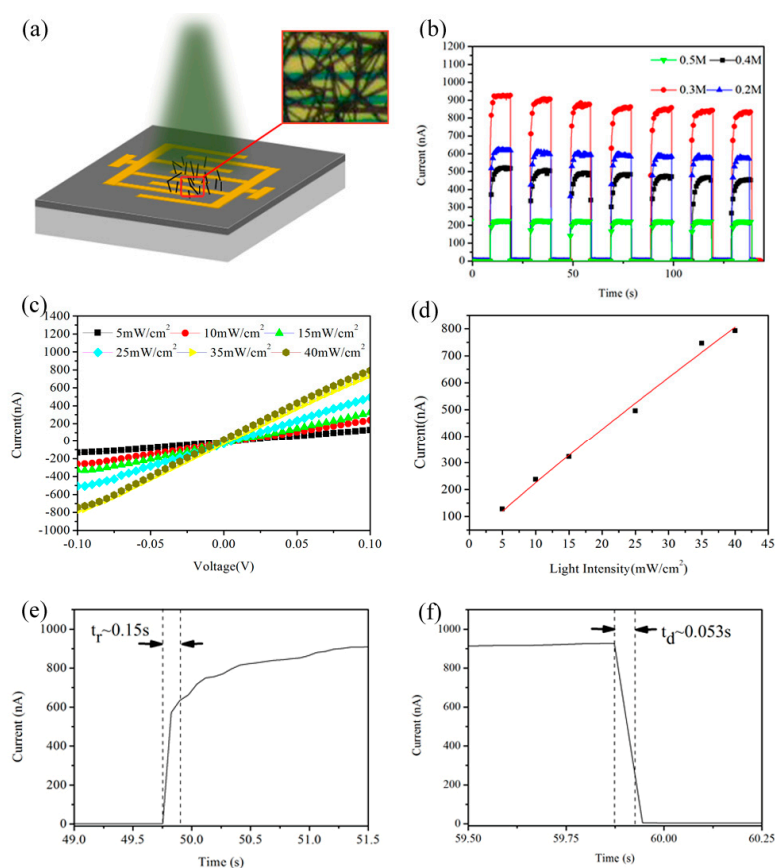 (a)
(b)
1200
1100
1000
900
800
700
600
500
400
300
200
100
0
Current (nA)
0.5M 0.4M
0.3M 0.2M
0 50 100
Time (s)
(c)
1400
1200
1000
800
600
400
200
0
-200
-400
-600
-800
-1000
Current(nA)
5mW/cm² 10mW/cm² 15mW/cm²
25mW/cm² 35mW/cm² 40mW/cm²
-0.10 -0.05 0.00 0.05 0.10
Voltage(V)
(d)
800
700
600
500
400
300
200
100
Current(nA)
0 5 10 15 20 25 30 35 40 45
Light Intensity(mW/cm²)
(e)
1000
800
600
400
200
0
Current (nA)
tr~0.15s
49.0 49.5 50.0 50.5 51.0 51.5
Time (s)
(f)
1000
800
600
400
200
0
Current (nA)
td~0.053s
59.50 59.75 60.00 60.25
Time (s)